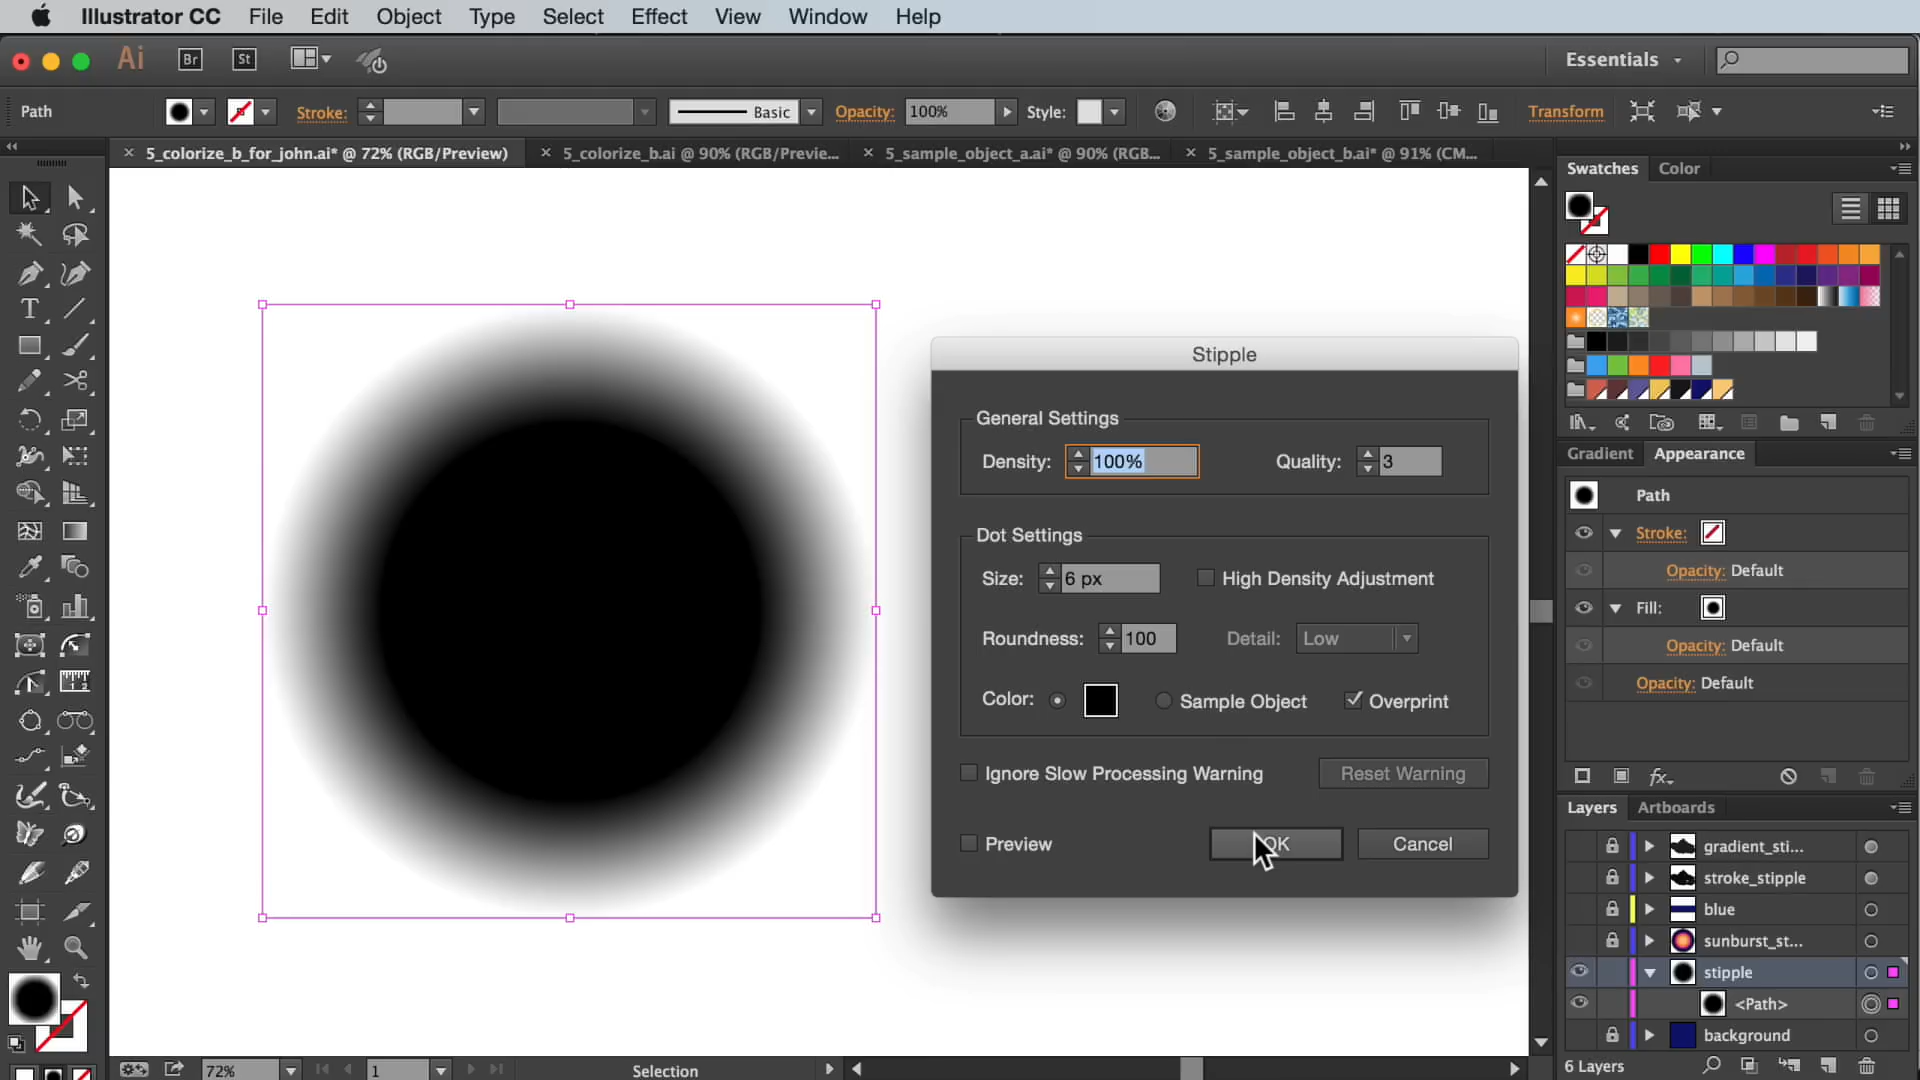 Illustrator CC File Edit Object Type Select Effect View Window Help
Ai Br St Essentials
Path Stroke: Basic Opacity: 100% Style: Transform
5_colorize_b_for_john.ai* @ 72% (RGB/Preview) 5_colorize_b.ai @ 90% (RGB/Previe... 5_sample_object_a.ai* @ 90% (RGB... 5_sample_object_b.ai* @ 91% (CM...
Swatches Color
Stipple
General Settings
Density: 100% Quality: 3
Dot Settings
Size: 6 px High Density Adjustment
Roundness: 100 Detail: Low
Color: Sample Object Overprint
Ignore Slow Processing Warning Reset Warning
Preview OK Cancel
Gradient Appearance
Path
Stroke:
Opacity: Default
Fill:
Opacity: Default
Opacity: Default
fx
Layers Artboards
gradient_sti...
stroke_stipple
blue
sunburst_st...
stipple
<Path>
background
6 Layers
72% 1 Selection